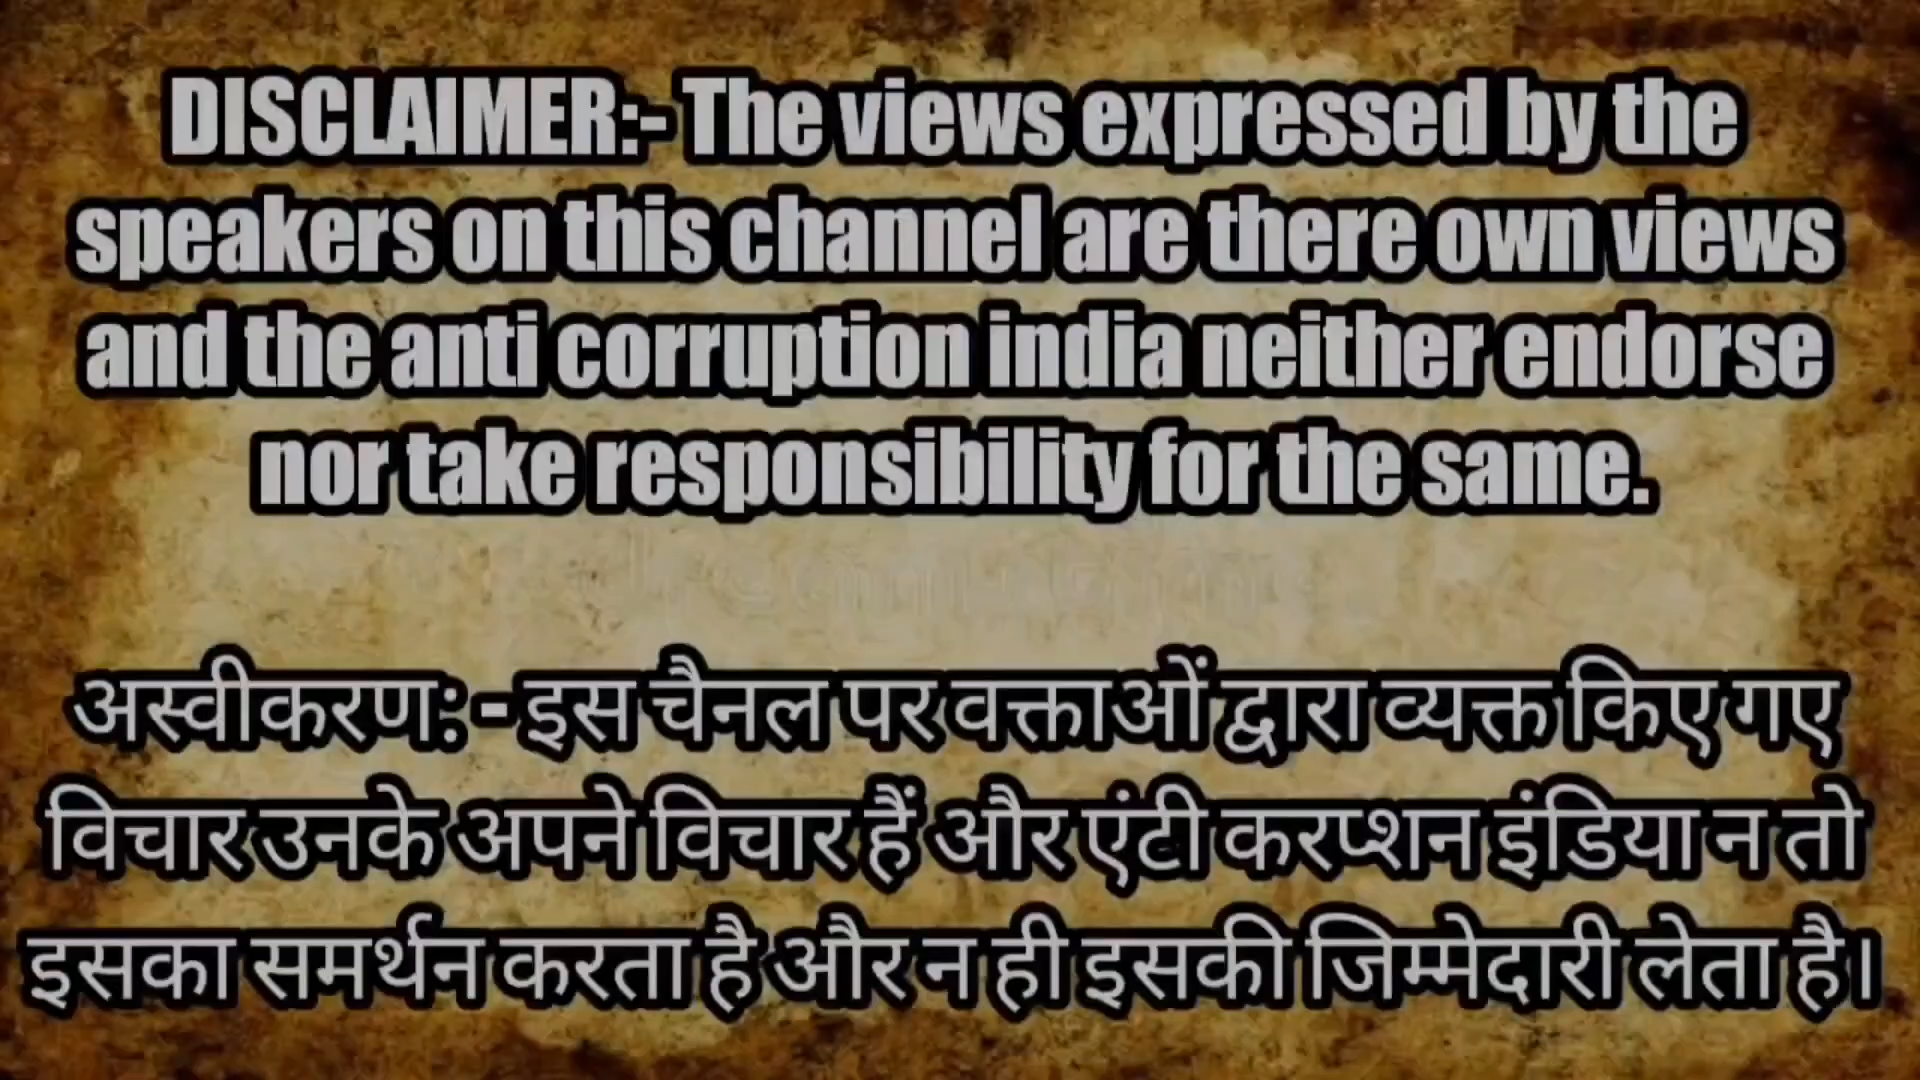 DISCLAIMER:- The views expressed by the
speakers on this channel are there own views
and the anti corruption india neither endorse
nor take responsibility for the same.
अस्वीकरण: - इस चैनल पर वक्ताओं द्वारा व्यक्त किए गए
विचार उनके अपने विचार हैं और एंटी करप्शन इंडिया न तो
इसका समर्थन करता है और न ही इसकी जिम्मेदारी लेता है।